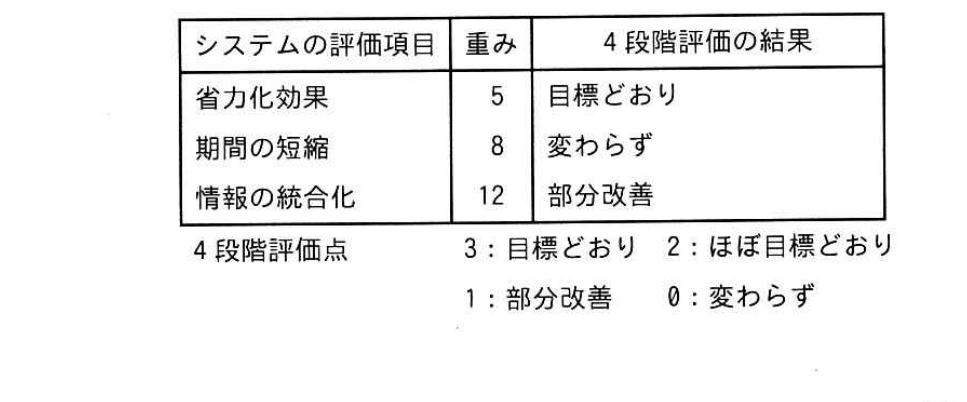 システムの評価項目 重み 4段階評価の結果
省力化効果 5 目標どおり
期間の短縮 8 変わらず
情報の統合化 12 部分改善
4段階評価点 3:目標どおり 2:ほぼ目標どおり
1:部分改善 0:変わらず